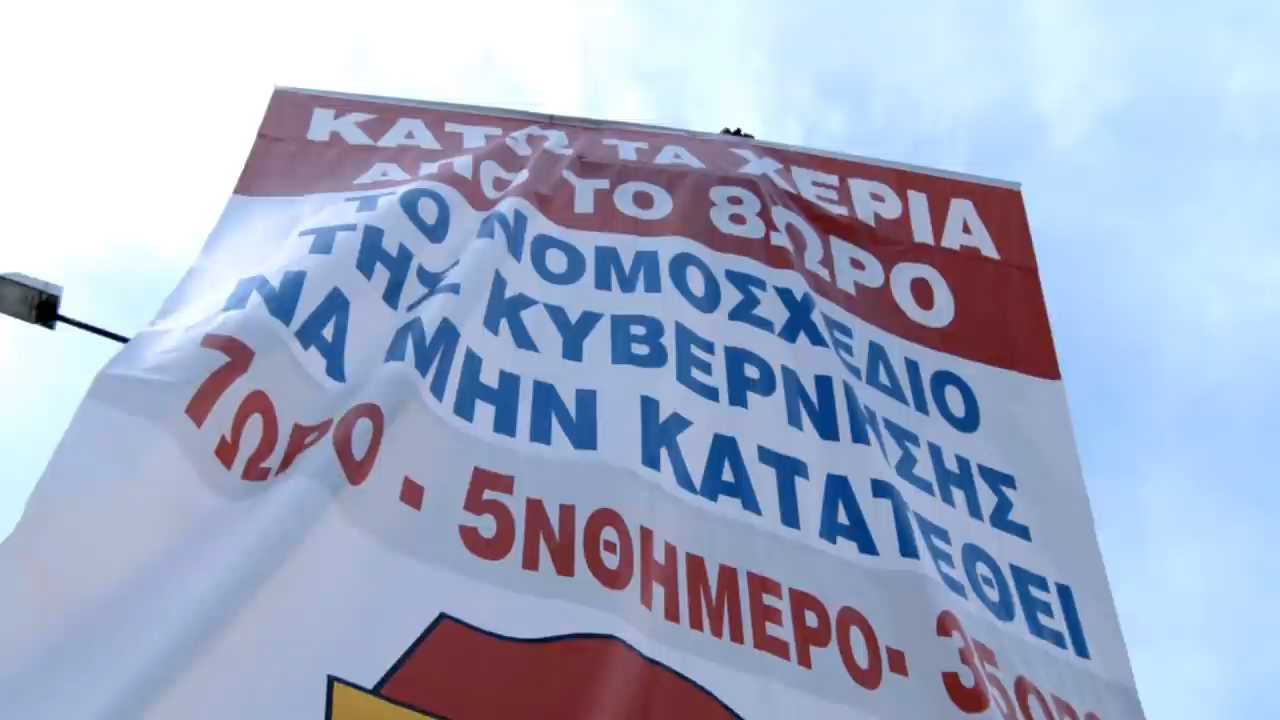 ΚΑΤΩ ΤΑ ΧΕΡΙΑ
ΑΠΟ ΤΟ 8ΩΡΟ
ΤΟ ΝΟΜΟΣΧΕΔΙΟ
ΤΗΣ ΚΥΒΕΡΝΗΣΗΣ
ΝΑ ΜΗΝ ΚΑΤΑΤΕΘΕΙ
7ΩΡΟ - 5ΝΘΗΜΕΡΟ - 35ΩΡΟ